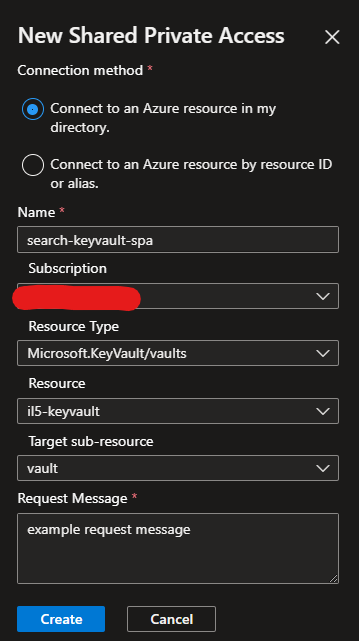 New Shared Private Access
Connection method *
Connect to an Azure resource in my
directory.
Connect to an Azure resource by resource ID
or alias.
Name *
search-keyvault-spa
Subscription
Resource Type
Microsoft.KeyVault/vaults
Resource
il5-keyvault
Target sub-resource
vault
Request Message *
example request message
Create
Cancel